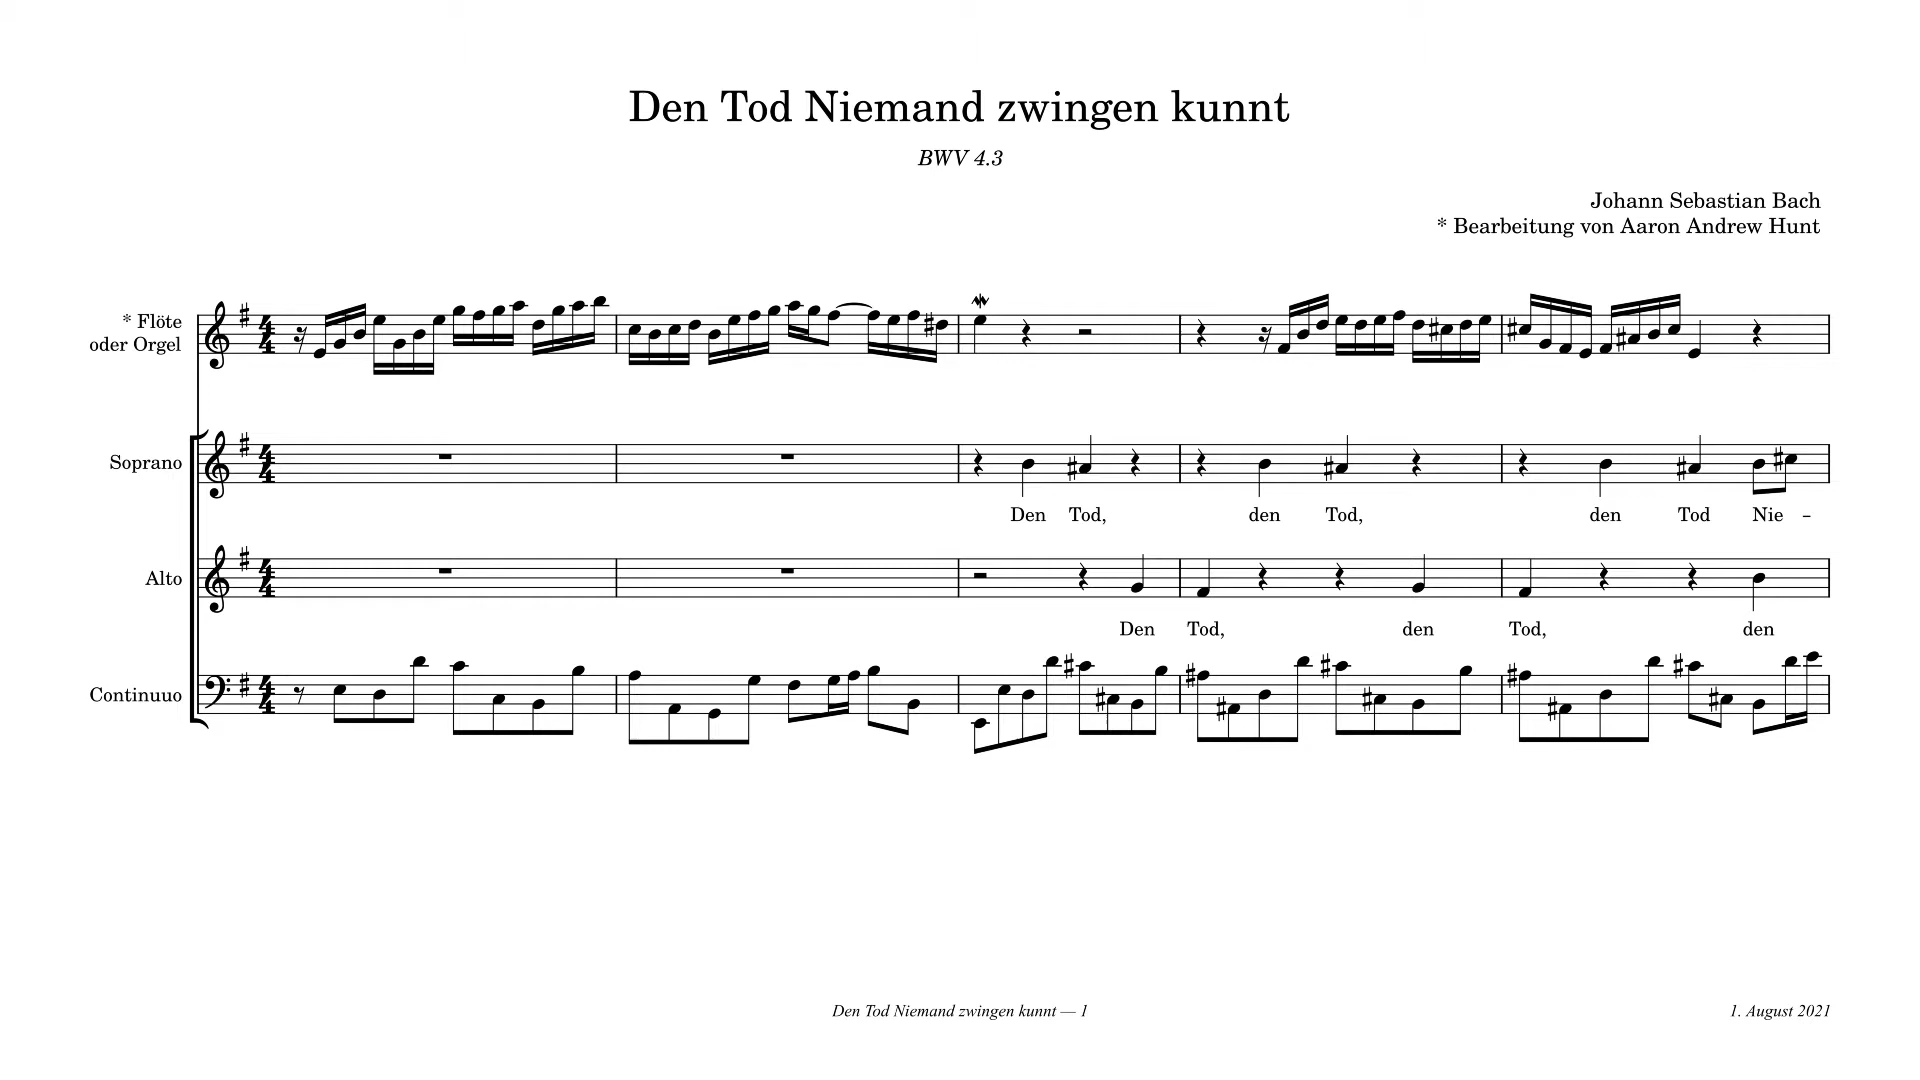 Den Tod Niemand zwingen kunnt
BWV 4.3
Johann Sebastian Bach
* Bearbeitung von Aaron Andrew Hunt
* Flöte
oder Orgel
Soprano
Den Tod, den Tod, den Tod Nie -
Alto
Den Tod, den Tod, den
Continuuo
Den Tod Niemand zwingen kunnt — 1
1. August 2021